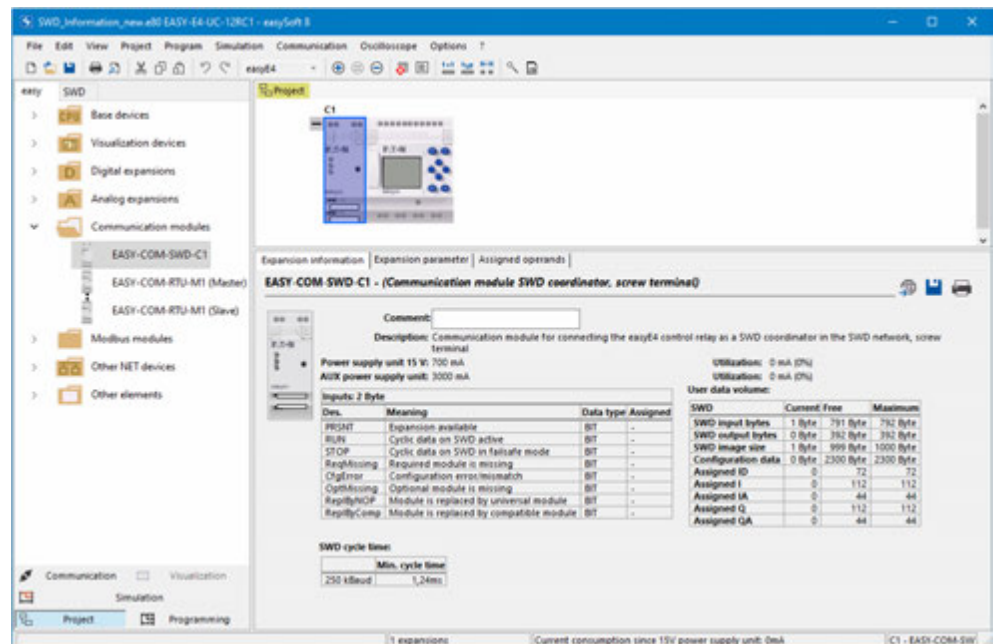 SWD_Information_new.e80 EASY-E4-UC-12RC1 - easySoft 8
File Edit View Project Program Simulation Communication Oscilloscope Options ?
easyE4
easy SWD
Base devices
Visualization devices
Digital expansions
Analog expansions
Communication modules
EASY-COM-SWD-C1
EASY-COM-RTU-M1 (Master)
EASY-COM-RTU-M1 (Slave)
Modbus modules
Other NET devices
Other elements
Communication Visualization
Simulation
Project Programming
Project
C1
Expansion information Expansion parameter Assigned operands
EASY-COM-SWD-C1 - (Communication module SWD coordinator, screw terminal)
Comment:
Description: Communication module for connecting the easyE4 control relay as a SWD coordinator in the SWD network, screw
terminal
Power supply unit 15 V: 700 mA Utilization: 0 mA (0%)
AUX power supply unit: 3000 mA Utilization: 0 mA (0%)
Inputs: 2 Byte
Des. Meaning Data type Assigned
PRSNT Expansion available BIT -
RUN Cyclic data on SWD active BIT -
STOP Cyclic data on SWD in failsafe mode BIT -
ReqMissing Required module is missing BIT -
CfgError Configuration error/mismatch BIT -
OptMissing Optional module is missing BIT -
ReplByNOP Module is replaced by universal module BIT -
ReplByComp Module is replaced by compatible module BIT -
User data volume:
SWD Current Free Maximum
SWD input bytes 1 Byte 791 Byte 792 Byte
SWD output bytes 0 Byte 392 Byte 392 Byte
SWD image size 1 Byte 999 Byte 1000 Byte
Configuration data 0 Byte 2300 Byte 2300 Byte
Assigned ID 0 72 72
Assigned I 0 112 112
Assigned IA 0 44 44
Assigned Q 0 112 112
Assigned QA 0 44 44
SWD cycle time:
Min. cycle time
250 kBaud 1,24ms
1 expansions Current consumption since 15V power supply unit: 0mA C1 - EASY-COM-SW